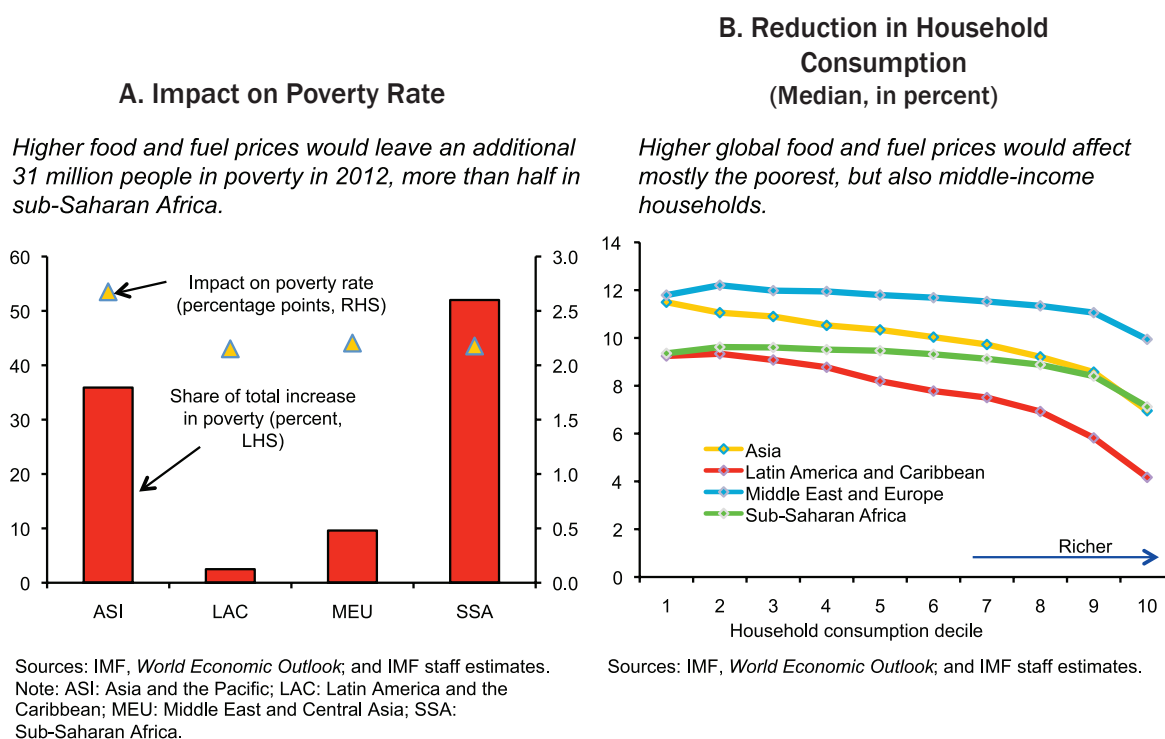 A. Impact on Poverty Rate
Higher food and fuel prices would leave an additional
31 million people in poverty in 2012, more than half in
sub-Saharan Africa.
60
50
40
30
20
10
0
3.0
2.5
2.0
1.5
1.0
0.5
0.0
Impact on poverty rate
(percentage points, RHS)
Share of total increase
in poverty (percent,
LHS)
ASI LAC MEU SSA
Sources: IMF, World Economic Outlook; and IMF staff estimates.
Note: ASI: Asia and the Pacific; LAC: Latin America and the
Caribbean; MEU: Middle East and Central Asia; SSA:
Sub-Saharan Africa.
B. Reduction in Household
Consumption
(Median, in percent)
Higher global food and fuel prices would affect
mostly the poorest, but also middle-income
households.
14
12
10
8
6
4
2
0
Asia
Latin America and Caribbean
Middle East and Europe
Sub-Saharan Africa
Richer
1 2 3 4 5 6 7 8 9 10
Household consumption decile
Sources: IMF, World Economic Outlook; and IMF staff estimates.